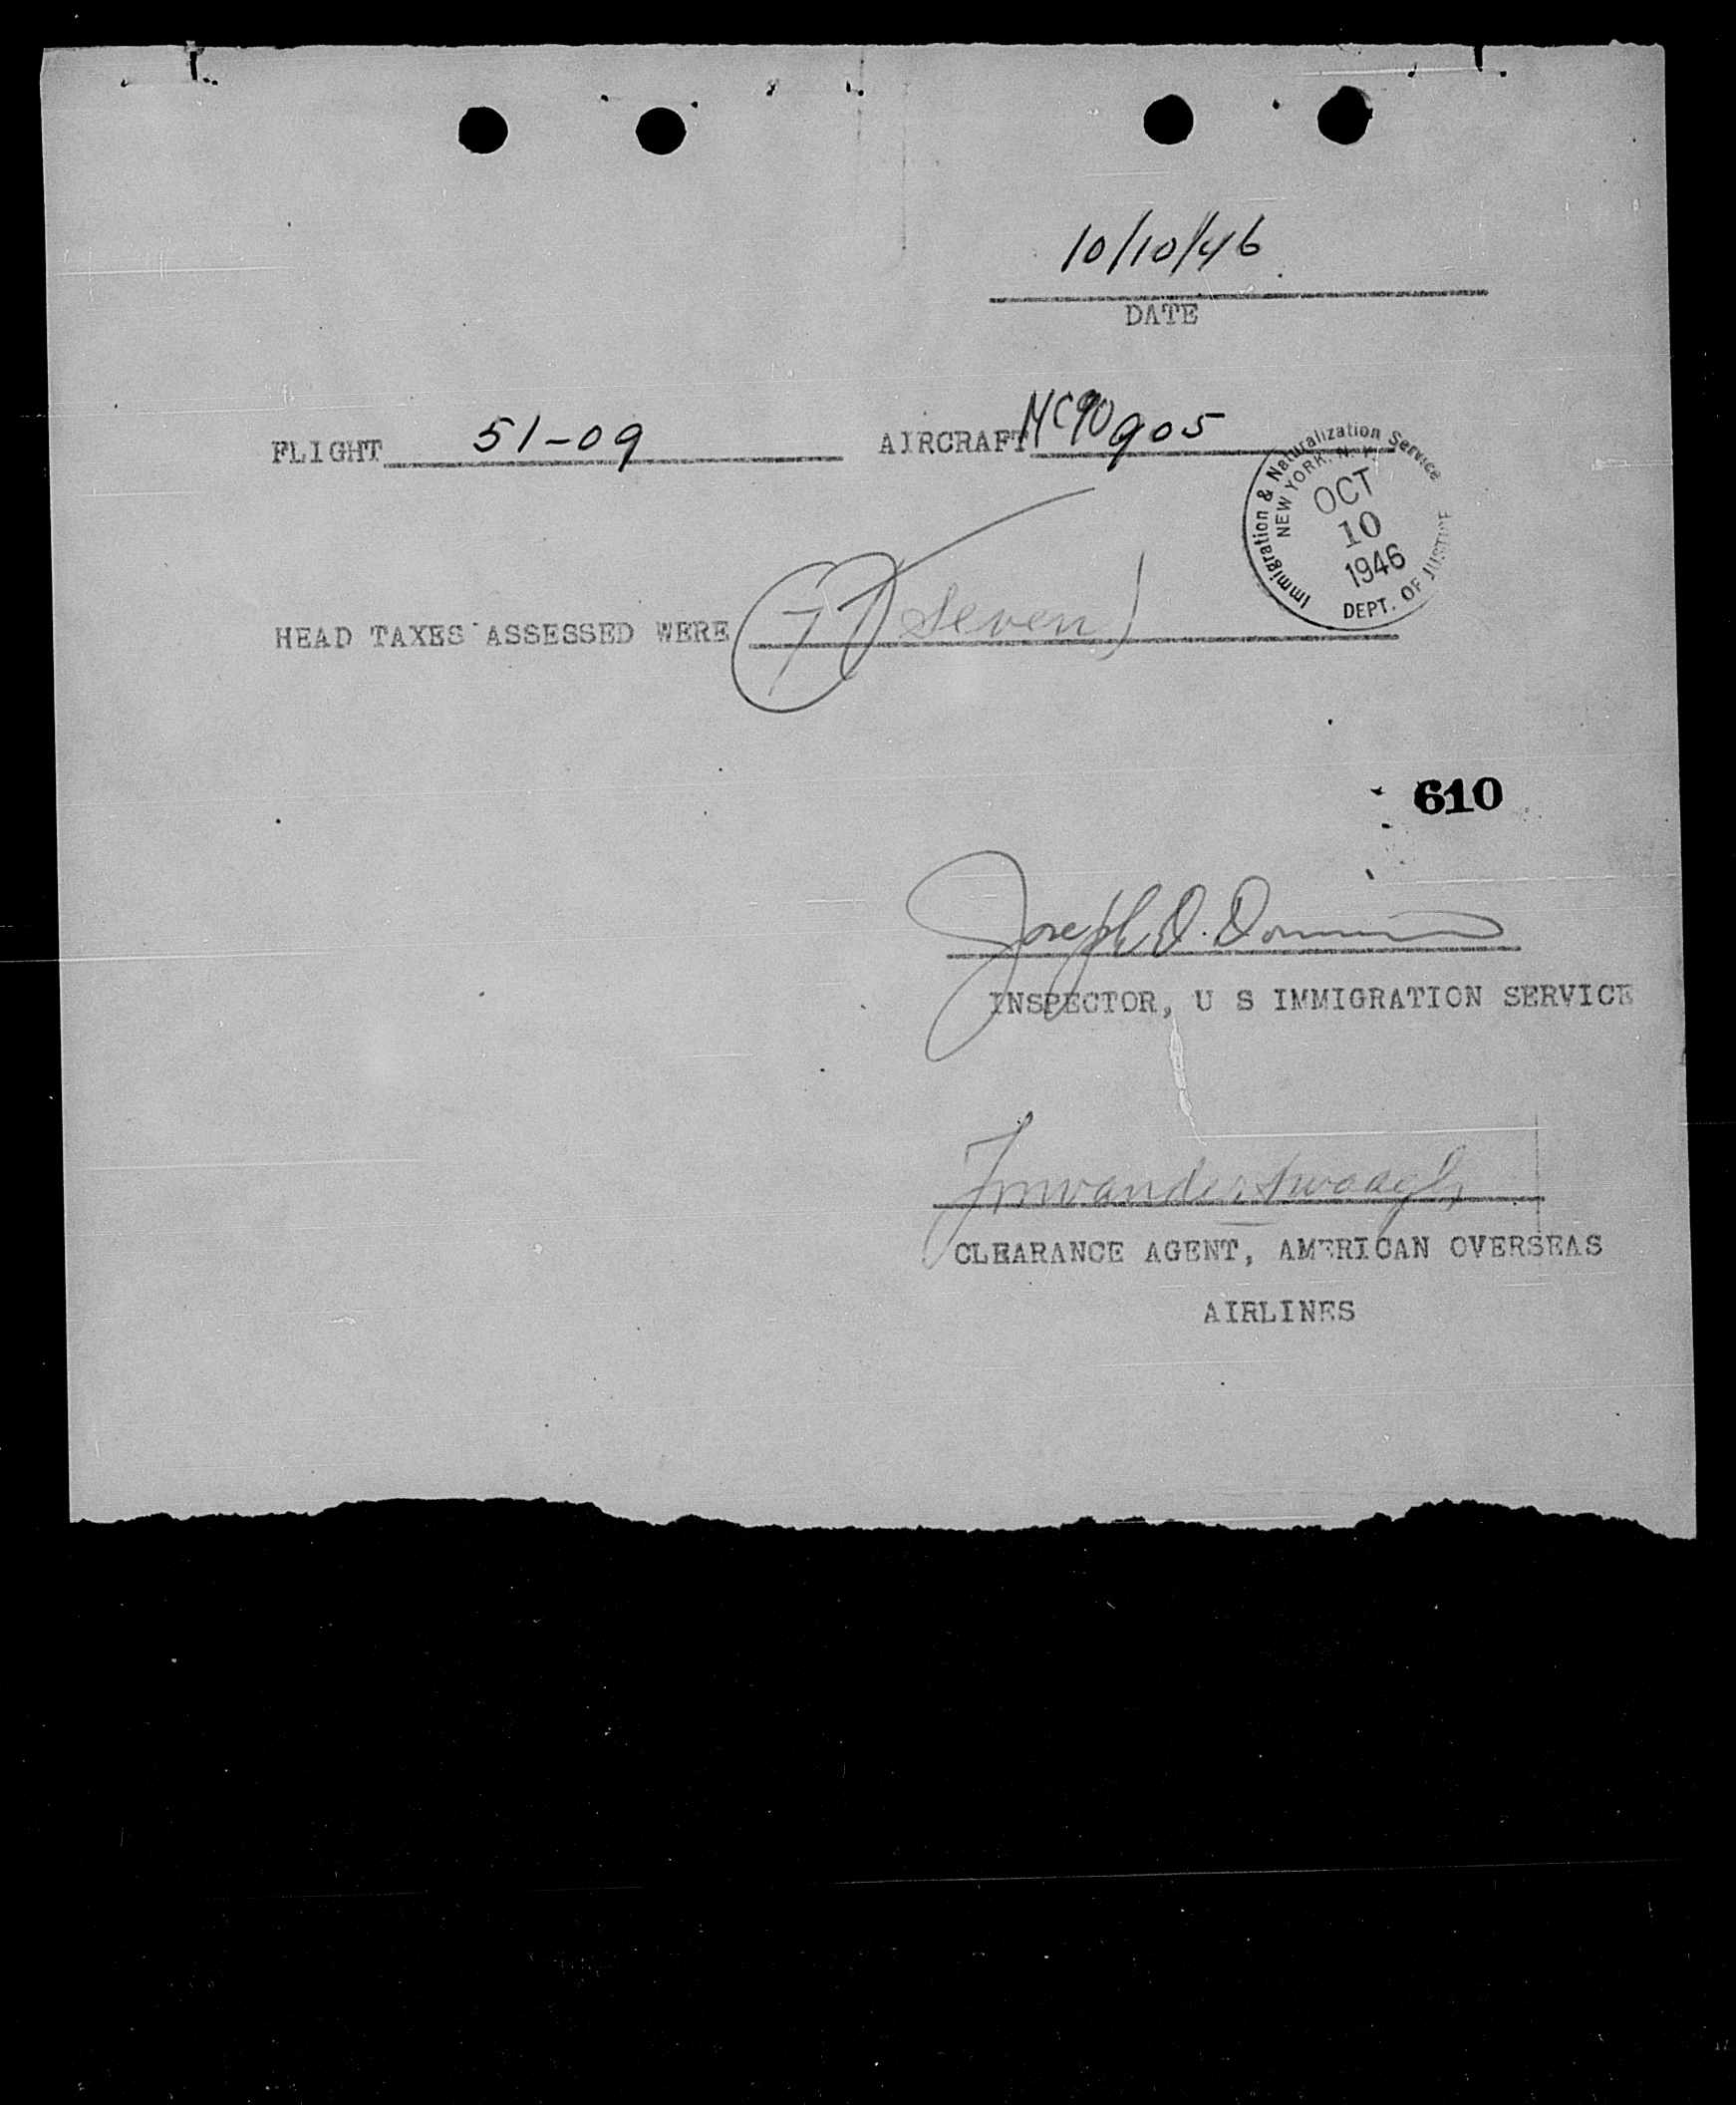 10/10/46
DATE
FLIGHT 51-09 AIRCRAFT NC90905
Immigration & Naturalization Service
NEW YORK, N.Y.
OCT
10
1946
DEPT. OF JUSTICE
HEAD TAXES ASSESSED WERE 7 seven)
610
Joseph D.
INSPECTOR, U S IMMIGRATION SERVICE
CLEARANCE AGENT, AMERICAN OVERSEAS
AIRLINES